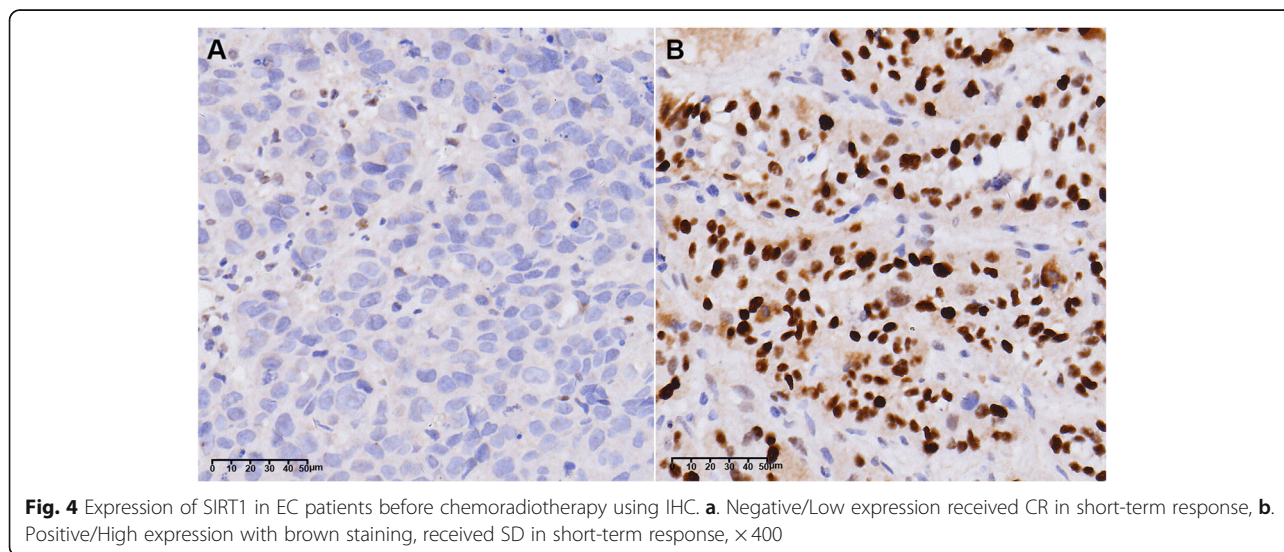 A
B
0 10 20 30 40 50µm
0 10 20 30 40 50µm
Fig. 4 Expression of SIRT1 in EC patients before chemoradiotherapy using IHC. a. Negative/Low expression received CR in short-term response, b.
Positive/High expression with brown staining, received SD in short-term response, × 400